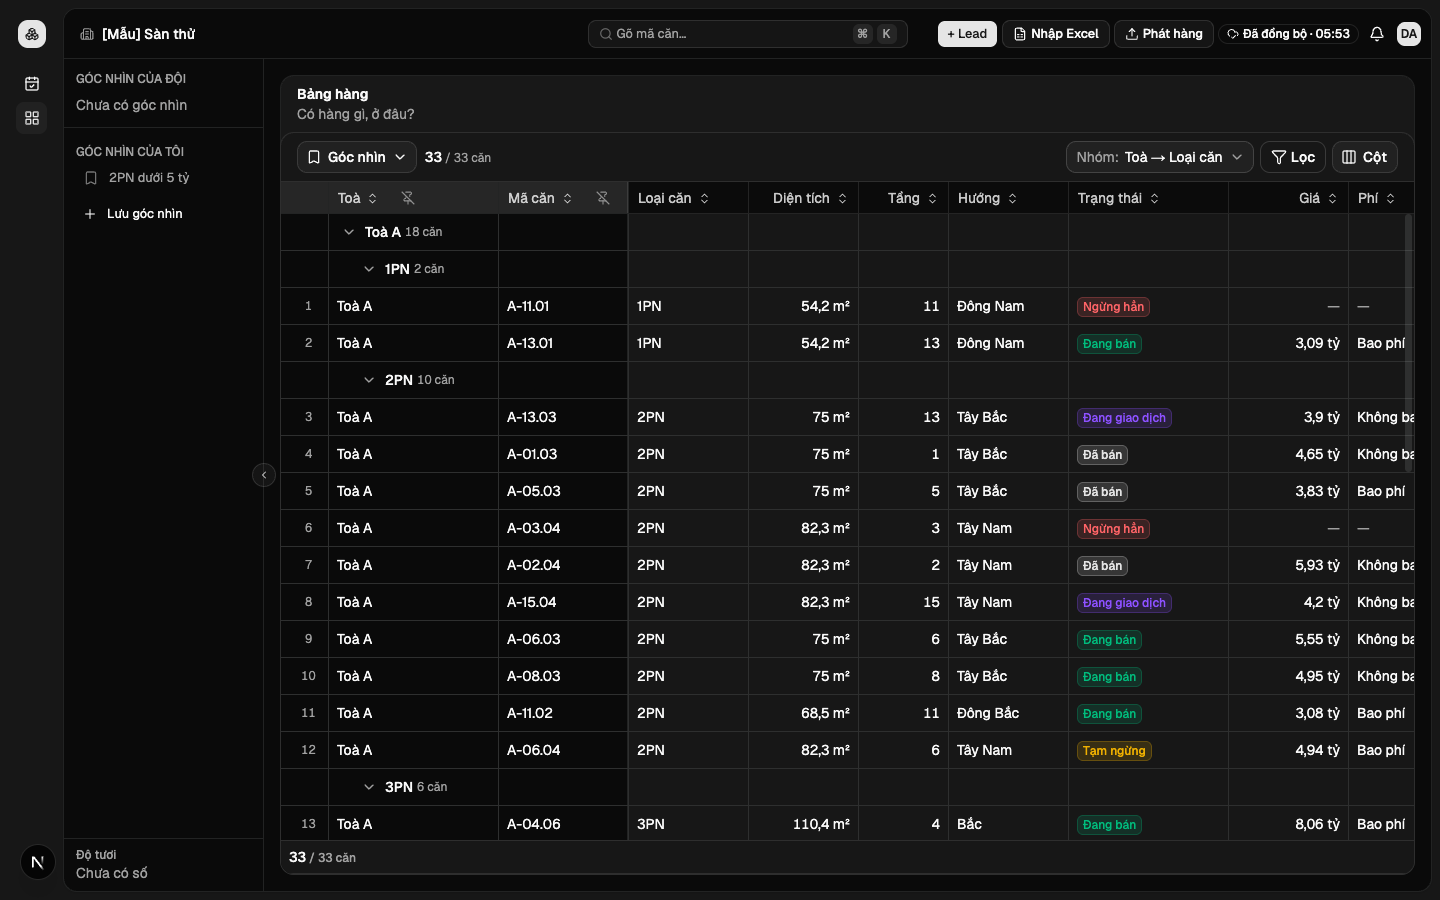 [Mẫu] Sàn thử
Gõ mã căn... ⌘ K
+ Lead
Nhập Excel
Phát hàng
Đã đồng bộ · 05:53
DA
GÓC NHÌN CỦA ĐỘI
Chưa có góc nhìn
GÓC NHÌN CỦA TÔI
2PN dưới 5 tỷ
Lưu góc nhìn
Độ tươi
Chưa có số
N
Bảng hàng
Có hàng gì, ở đâu?
Góc nhìn 33 / 33 căn
Nhóm: Toà → Loại căn
Lọc
Cột
Toà Mã căn Loại căn Diện tích Tầng Hướng Trạng thái Giá Phí
Toà A 18 căn
1PN 2 căn
1 Toà A A-11.01 1PN 54,2 m² 11 Đông Nam Ngừng hẳn — —
2 Toà A A-13.01 1PN 54,2 m² 13 Đông Nam Đang bán 3,09 tỷ Bao phí
2PN 10 căn
3 Toà A A-13.03 2PN 75 m² 13 Tây Bắc Đang giao dịch 3,9 tỷ Không ba
4 Toà A A-01.03 2PN 75 m² 1 Tây Bắc Đã bán 4,65 tỷ Không ba
5 Toà A A-05.03 2PN 75 m² 5 Tây Bắc Đã bán 3,83 tỷ Bao phí
6 Toà A A-03.04 2PN 82,3 m² 3 Tây Nam Ngừng hẳn — —
7 Toà A A-02.04 2PN 82,3 m² 2 Tây Nam Đã bán 5,93 tỷ Không ba
8 Toà A A-15.04 2PN 82,3 m² 15 Tây Nam Đang giao dịch 4,2 tỷ Không ba
9 Toà A A-06.03 2PN 75 m² 6 Tây Bắc Đang bán 5,55 tỷ Không ba
10 Toà A A-08.03 2PN 75 m² 8 Tây Bắc Đang bán 4,95 tỷ Không ba
11 Toà A A-11.02 2PN 68,5 m² 11 Đông Bắc Đang bán 3,08 tỷ Bao phí
12 Toà A A-06.04 2PN 82,3 m² 6 Tây Nam Tạm ngừng 4,94 tỷ Bao phí
3PN 6 căn
13 Toà A A-04.06 3PN 110,4 m² 4 Bắc Đang bán 8,06 tỷ Bao phí
33 / 33 căn